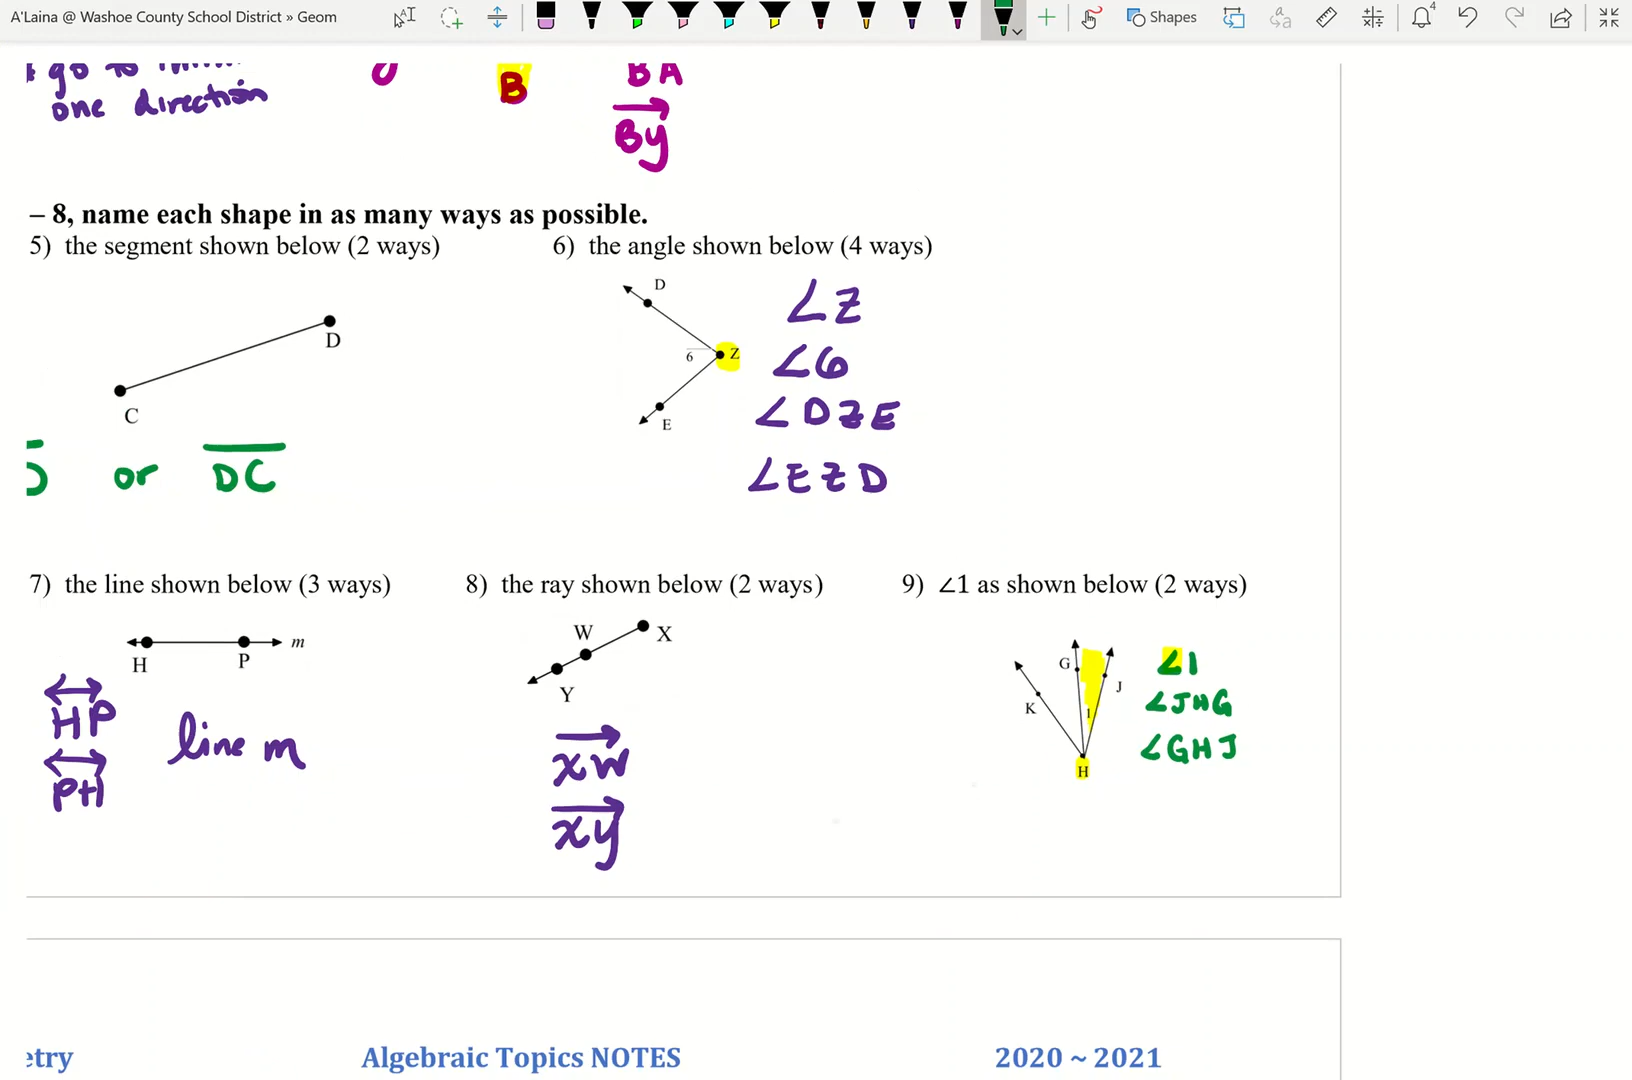 A'Laina @ Washoe County School District » Geom
Shapes
4
go to
one direction
B
BA
By
– 8, name each shape in as many ways as possible.
5) the segment shown below (2 ways)
D
C
or DC
6) the angle shown below (4 ways)
D
6
Z
E
∠Z
∠6
∠DZE
∠EZD
7) the line shown below (3 ways)
m
H
P
HP
PH
line m
8) the ray shown below (2 ways)
W
X
Y
XW
XY
9) ∠1 as shown below (2 ways)
G
J
K
1
H
∠1
∠JHG
∠GHJ
etry
Algebraic Topics NOTES
2020 ~ 2021